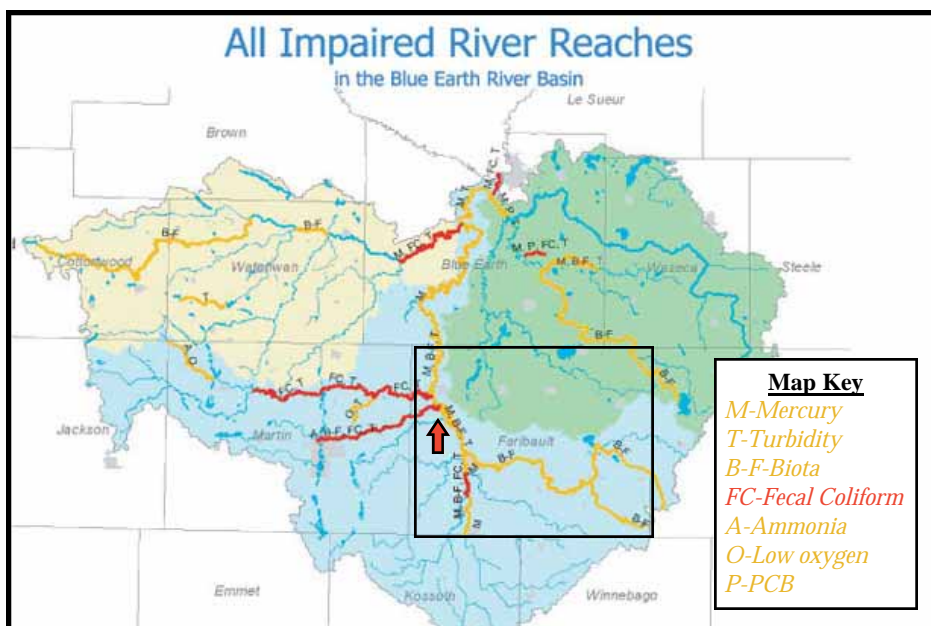 All Impaired River Reaches
in the Blue Earth River Basin
Le Sueur
Brown
M, FC, T
M, T
M, P,
B-F
B-F
Cottonwood
Watonwan
M, FC, T
Blue Earth
M, P, FC, T
M, B-F, T
Waseca
Steele
T
M
B-F
A, O
M, B-F, T
B-F
FC, T
FC, T
FC, T
O, T
Jackson
Martin
A, B-F, FC, T
M, B-F, T
Faribault
B-F
B-F
M, B-F, FC, T
M
M
B-F
Emmet
Kossuth
Winnebago
Map Key
M-Mercury
T-Turbidity
B-F-Biota
FC-Fecal Coliform
A-Ammonia
O-Low oxygen
P-PCB